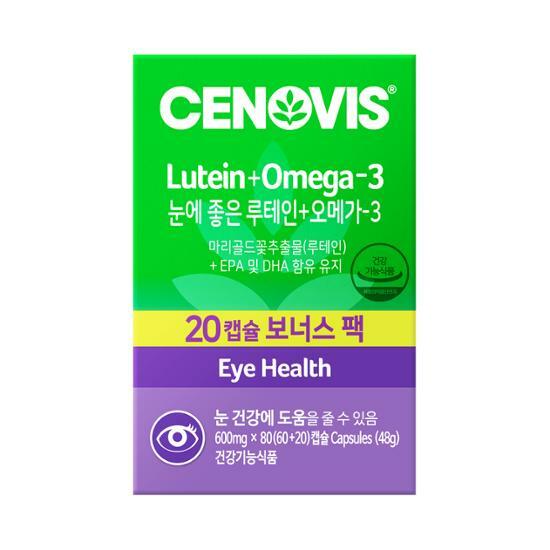 CENOVIS®
Lutein+Omega-3
눈에 좋은 루테인+오메가-3
마리골드꽃추출물(루테인)
+ EPA 및 DHA 함유 유지
건강
기능식품
20캡슐 보너스 팩
Eye Health
눈 건강에 도움을 줄 수 있음
600mg × 80(60+20)캡슐 Capsules (48g)
건강기능식품